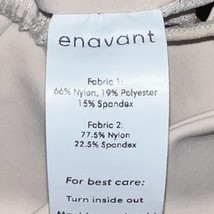 enavant
Fabric 1:
66% Nylon, 19% Polyester
15% Spandex
Fabric 2:
77.5% Nylon
22.5% Spandex
For best care:
Turn inside out